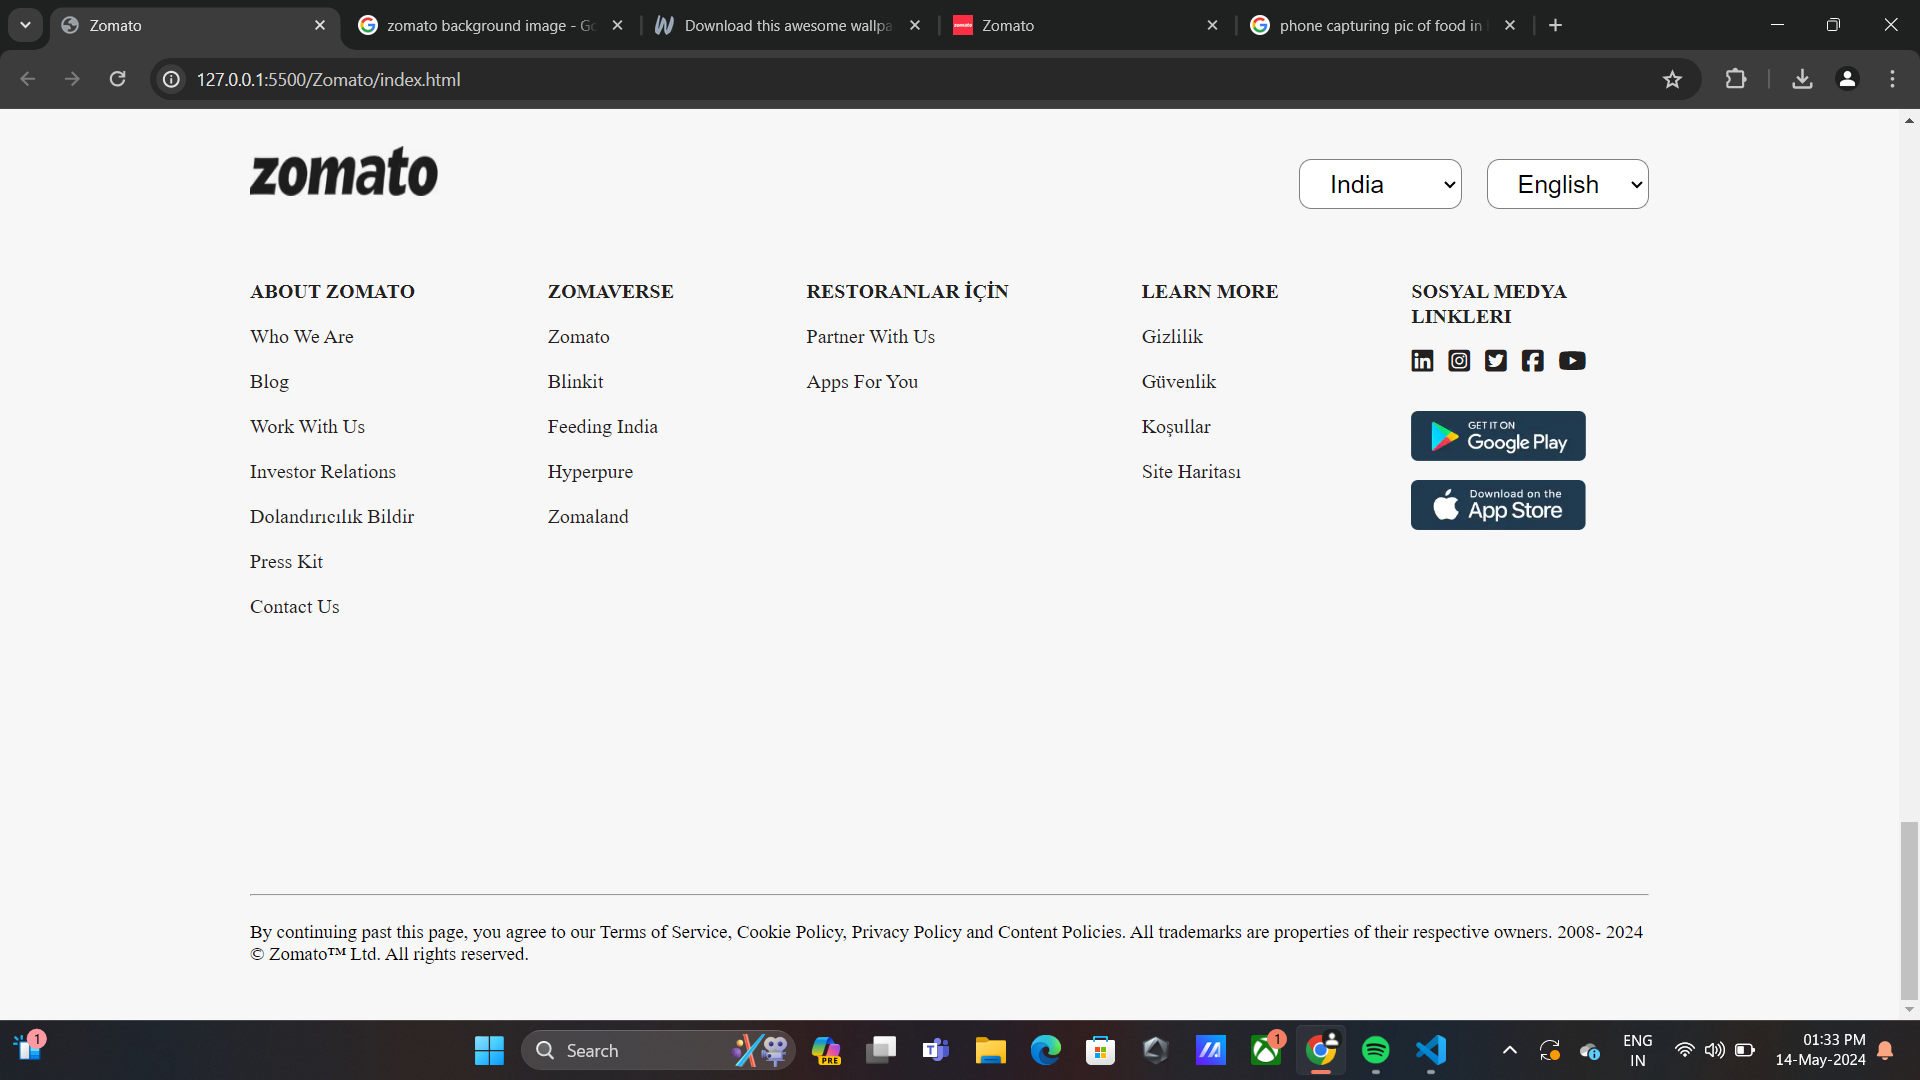 Zomato
zomato background image - Go
Download this awesome wallpa
Zomato
phone capturing pic of food in
127.0.0.1:5500/Zomato/index.html
zomato
India
English
ABOUT ZOMATO
Who We Are
Blog
Work With Us
Investor Relations
Dolandırıcılık Bildir
Press Kit
Contact Us
ZOMAVERSE
Zomato
Blinkit
Feeding India
Hyperpure
Zomaland
RESTORANLAR İÇİN
Partner With Us
Apps For You
LEARN MORE
Gizlilik
Güvenlik
Koşullar
Site Haritası
SOSYAL MEDYA
LINKLERI
GET IT ON
Google Play
Download on the
App Store
By continuing past this page, you agree to our Terms of Service, Cookie Policy, Privacy Policy and Content Policies. All trademarks are properties of their respective owners. 2008- 2024
© Zomato™ Ltd. All rights reserved.
1
Search
PRE
1
ENG
IN
01:33 PM
14-May-2024